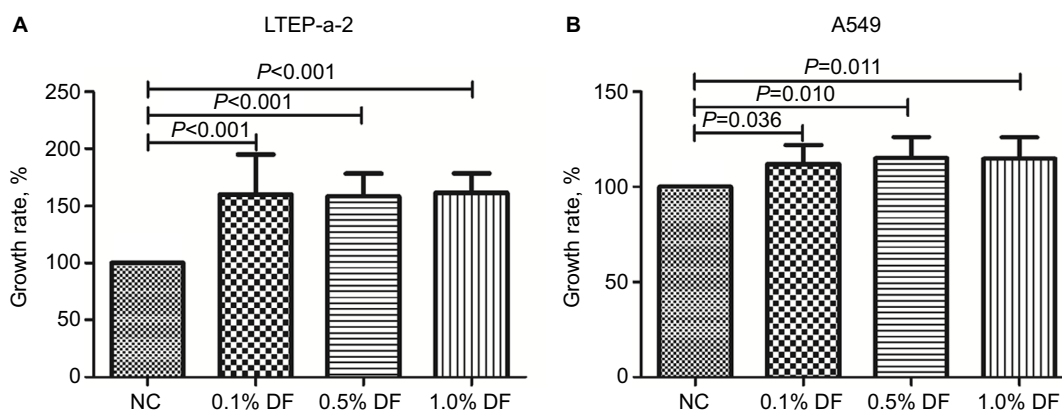 A
LTEP-a-2
P<0.001
P<0.001
P<0.001
250
200
150
100
50
0
Growth rate, %
NC
0.1% DF
0.5% DF
1.0% DF
B
A549
P=0.011
P=0.010
P=0.036
150
100
50
0
Growth rate, %
NC
0.1% DF
0.5% DF
1.0% DF